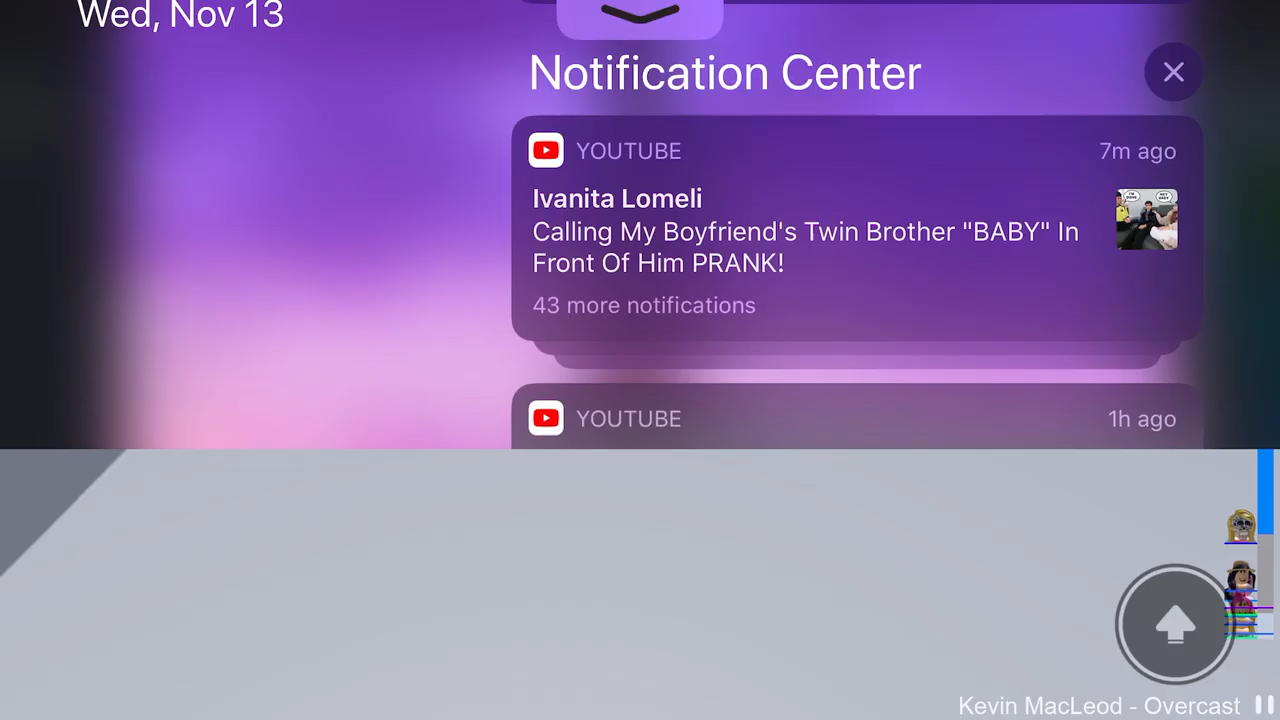 Wed, Nov 13
Notification Center
YOUTUBE
7m ago
Ivanita Lomeli
Calling My Boyfriend's Twin Brother "BABY" In
Front Of Him PRANK!
43 more notifications
YOUTUBE
1h ago
Kevin MacLeod - Overcast